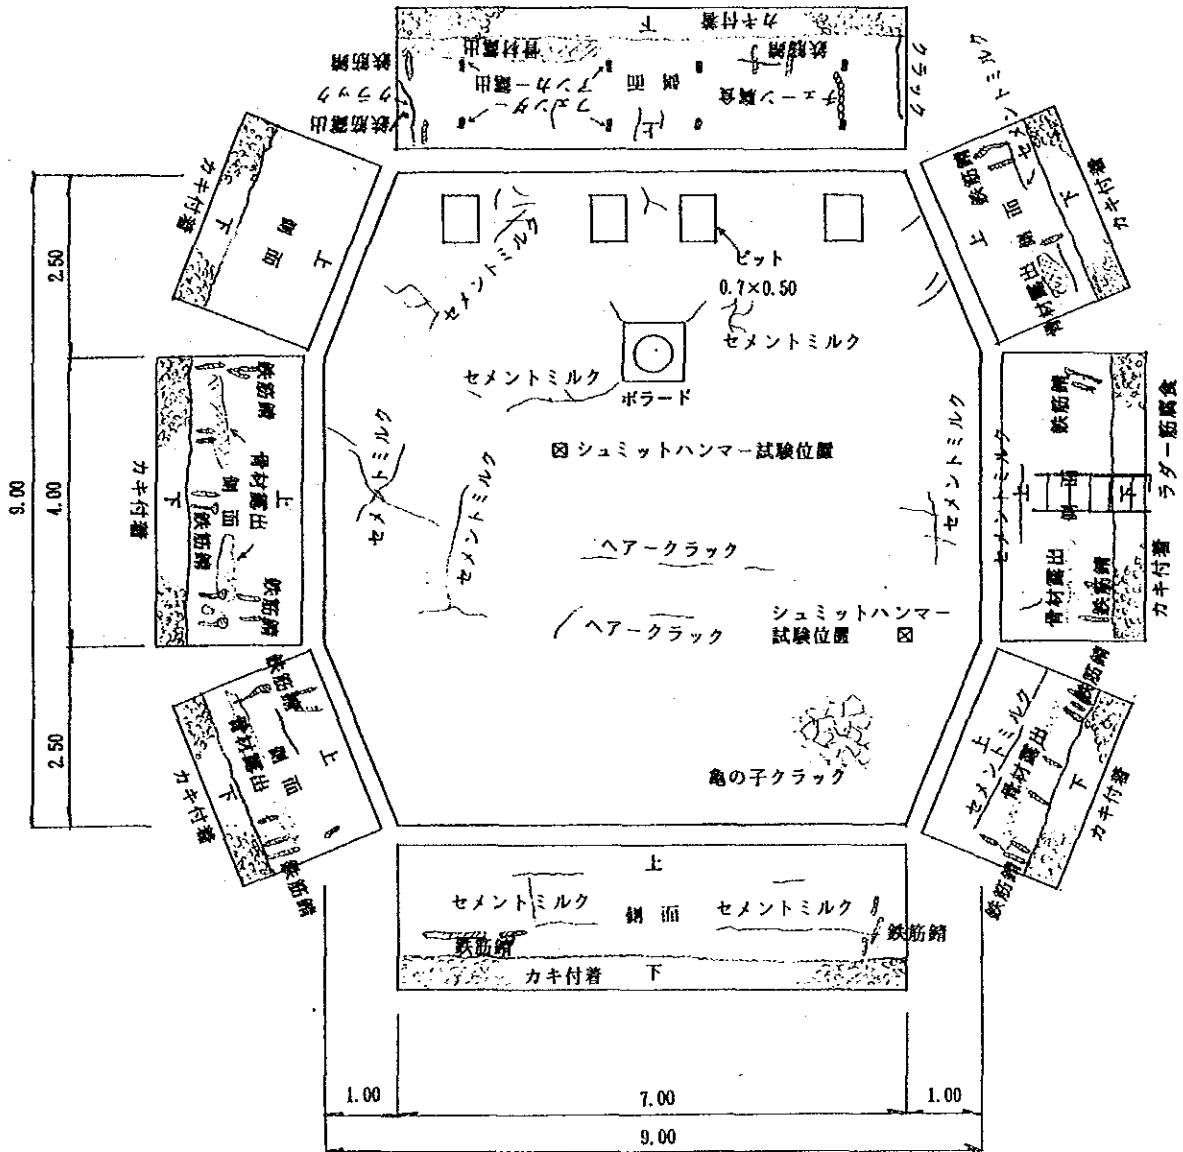 カキ付着
下
鉄筋錆
骨材露出
鉄筋錆
クラック
アンカー露出
側面
チェーン腐食
鉄筋露出
フェンダー
上
クラック
カキ付着
下
側面
上
セメントミルク
鉄筋錆
上
側面
下
カキ付着
骨材露出
セメントミルク
ピット
0.7×0.50
セメントミルク
セメントミルク
ボラード
2.50
4.00
2.50
9.00
カキ付着
下
鉄筋錆
骨材露出
側面
上
鉄筋錆
鉄筋錆
セメントミルク
セメントミルク
シュミットハンマー試験位置
ヘアークラック
ヘアークラック
シュミットハンマー
試験位置
セメントミルク
セメントミルク
鉄筋錆
上
側面
下
ラダー筋腐食
骨材露出
鉄筋錆
カキ付着
鉄筋錆
骨材露出
側面
上
下
カキ付着
鉄筋錆
亀の子クラック
上
セメントミルク
骨材露出
鉄筋錆
下
カキ付着
鉄筋錆
上
セメントミルク
側面
セメントミルク
鉄筋錆
鉄筋錆
カキ付着
下
1.00
7.00
1.00
9.00